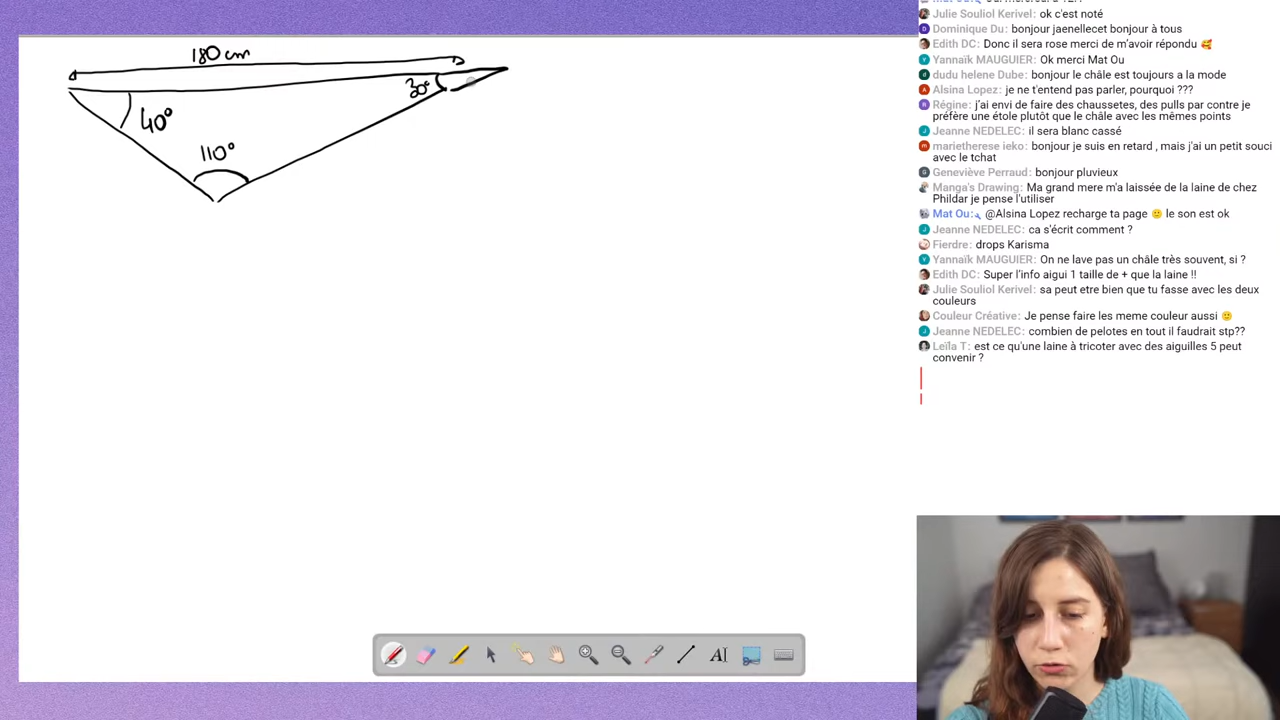 180 cm
30°
40°
110°
Julie Souliol Kerivel: ok c'est noté
Dominique Du: bonjour jaenellecet bonjour à tous
Edith DC: Donc il sera rose merci de m'avoir répondu 🥰
Yannaïk MAUGUIER: Ok merci Mat Ou
dudu helene Dube: bonjour le châle est toujours a la mode
Alsina Lopez: je ne t'entend pas parler, pourquoi ???
Régine: j'ai envi de faire des chaussetes, des pulls par contre je
préfère une étole plutôt que le châle avec les mêmes points
Jeanne NEDELEC: il sera blanc cassé
marietherese ieko: bonjour je suis en retard , mais j'ai un petit souci
avec le tchat
Geneviève Perraud: bonjour pluvieux
Manga's Drawing: Ma grand mere m'a laissée de la laine de chez
Phildar je pense l'utiliser
Mat Ou: @Alsina Lopez recharge ta page 🙂 le son est ok
Jeanne NEDELEC: ca s'écrit comment ?
Fierdre: drops Karisma
Yannaïk MAUGUIER: On ne lave pas un châle très souvent, si ?
Edith DC: Super l'info aigui 1 taille de + que la laine !!
Julie Souliol Kerivel: sa peut etre bien que tu fasse avec les deux
couleurs
Couleur Créative: Je pense faire les meme couleur aussi 🙂
Jeanne NEDELEC: combien de pelotes en tout il faudrait stp??
Leïla T: est ce qu'une laine à tricoter avec des aiguilles 5 peut
convenir ?
AI